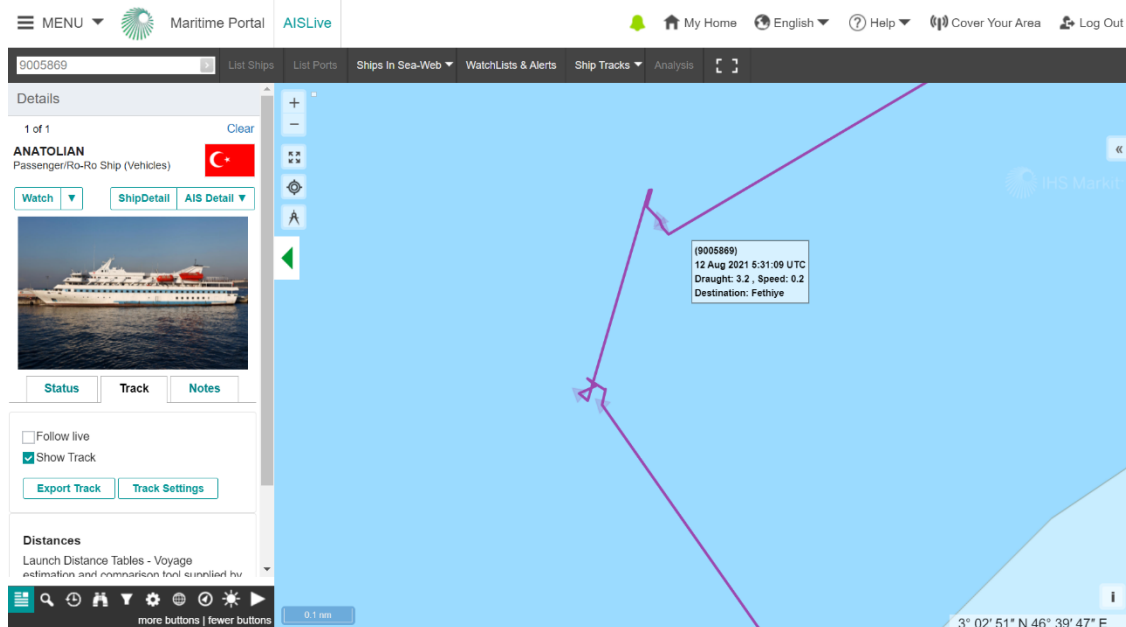 MENU
Maritime Portal
AISLive
My Home
English
Help
Cover Your Area
Log Out
9005869
List Ships
List Ports
Ships In Sea-Web
WatchLists & Alerts
Ship Tracks
Analysis
Details
1 of 1
Clear
ANATOLIAN
Passenger/Ro-Ro Ship (Vehicles)
Watch
ShipDetail
AIS Detail
Status
Track
Notes
Follow live
Show Track
Export Track
Track Settings
Distances
Launch Distance Tables - Voyage
estimation and comparison tool supplied by
more buttons | fewer buttons
IHS Markit
(9005869)
12 Aug 2021 5:31:09 UTC
Draught: 3.2 , Speed: 0.2
Destination: Fethiye
0.1 nm
3° 02' 51" N 46° 39' 47" E